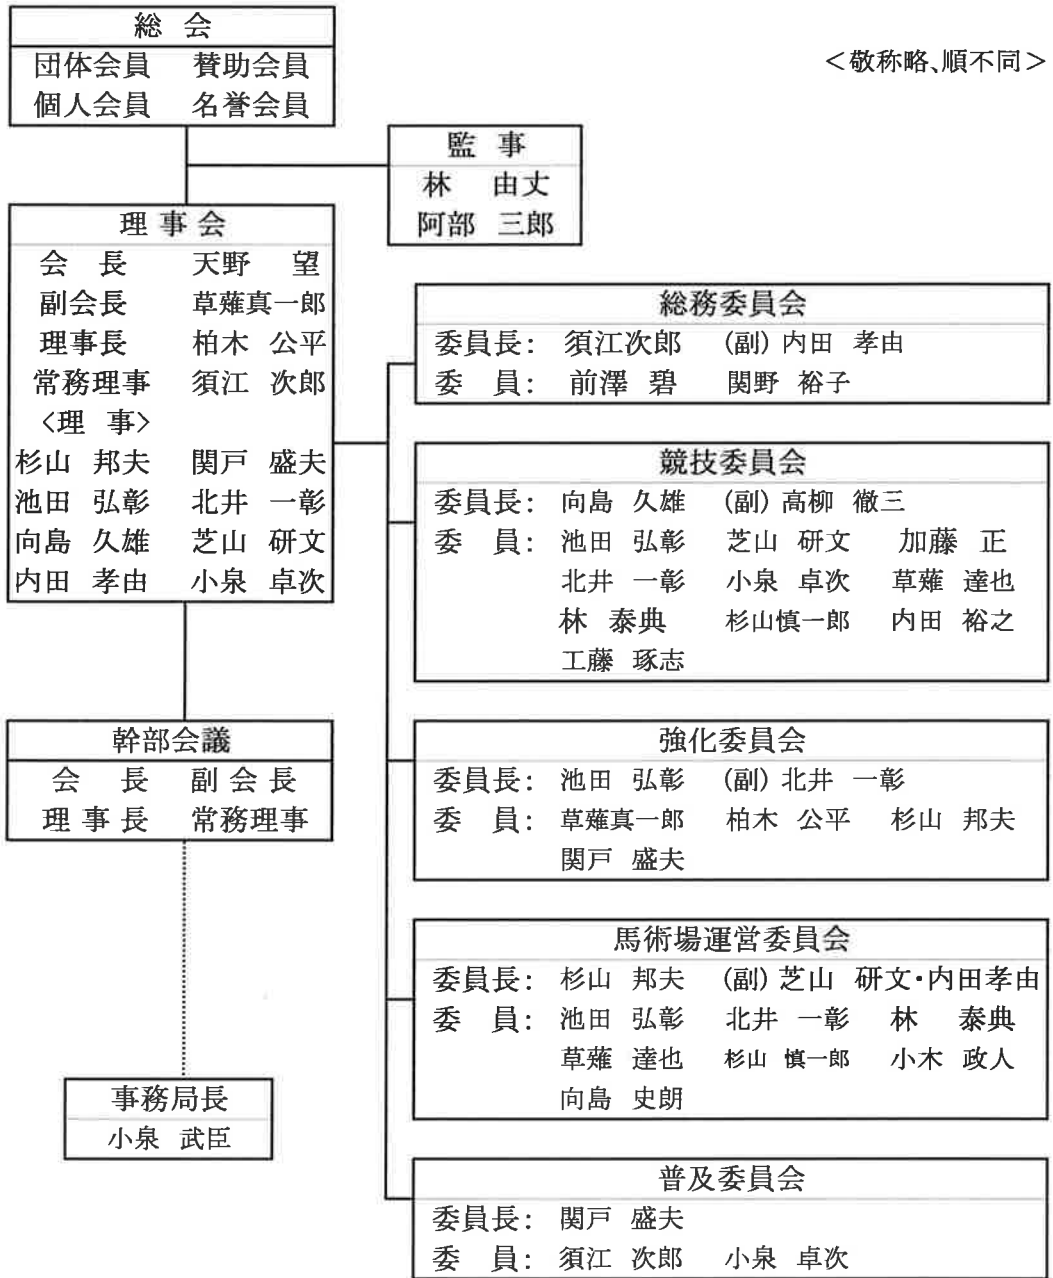 総 会
団体会員 賛助会員
個人会員 名誉会員
<敬称略、順不同>
監 事
林 由丈
阿部 三郎
理 事 会
会 長 天野 望
副会長 草薙真一郎
理事長 柏木 公平
常務理事 須江 次郎
<理 事>
杉山 邦夫 関戸 盛夫
池田 弘彰 北井 一彰
向島 久雄 芝山 研文
内田 孝由 小泉 卓次
幹部会議
会 長 副 会 長
理 事 長 常務理事
事務局長
小泉 武臣
総務委員会
委員長: 須江次郎 (副) 内田 孝由
委 員: 前澤 碧 関野 裕子
競技委員会
委員長: 向島 久雄 (副) 高柳 徹三
委 員: 池田 弘彰 芝山 研文 加藤 正
北井 一彰 小泉 卓次 草薙 達也
林 泰典 杉山慎一郎 内田 裕之
工藤 琢志
強化委員会
委員長: 池田 弘彰 (副) 北井 一彰
委 員: 草薙真一郎 柏木 公平 杉山 邦夫
関戸 盛夫
馬術場運営委員会
委員長: 杉山 邦夫 (副) 芝山 研文・内田孝由
委 員: 池田 弘彰 北井 一彰 林 泰典
草薙 達也 杉山 慎一郎 小木 政人
向島 史朗
普及委員会
委員長: 関戸 盛夫
委 員: 須江 次郎 小泉 卓次